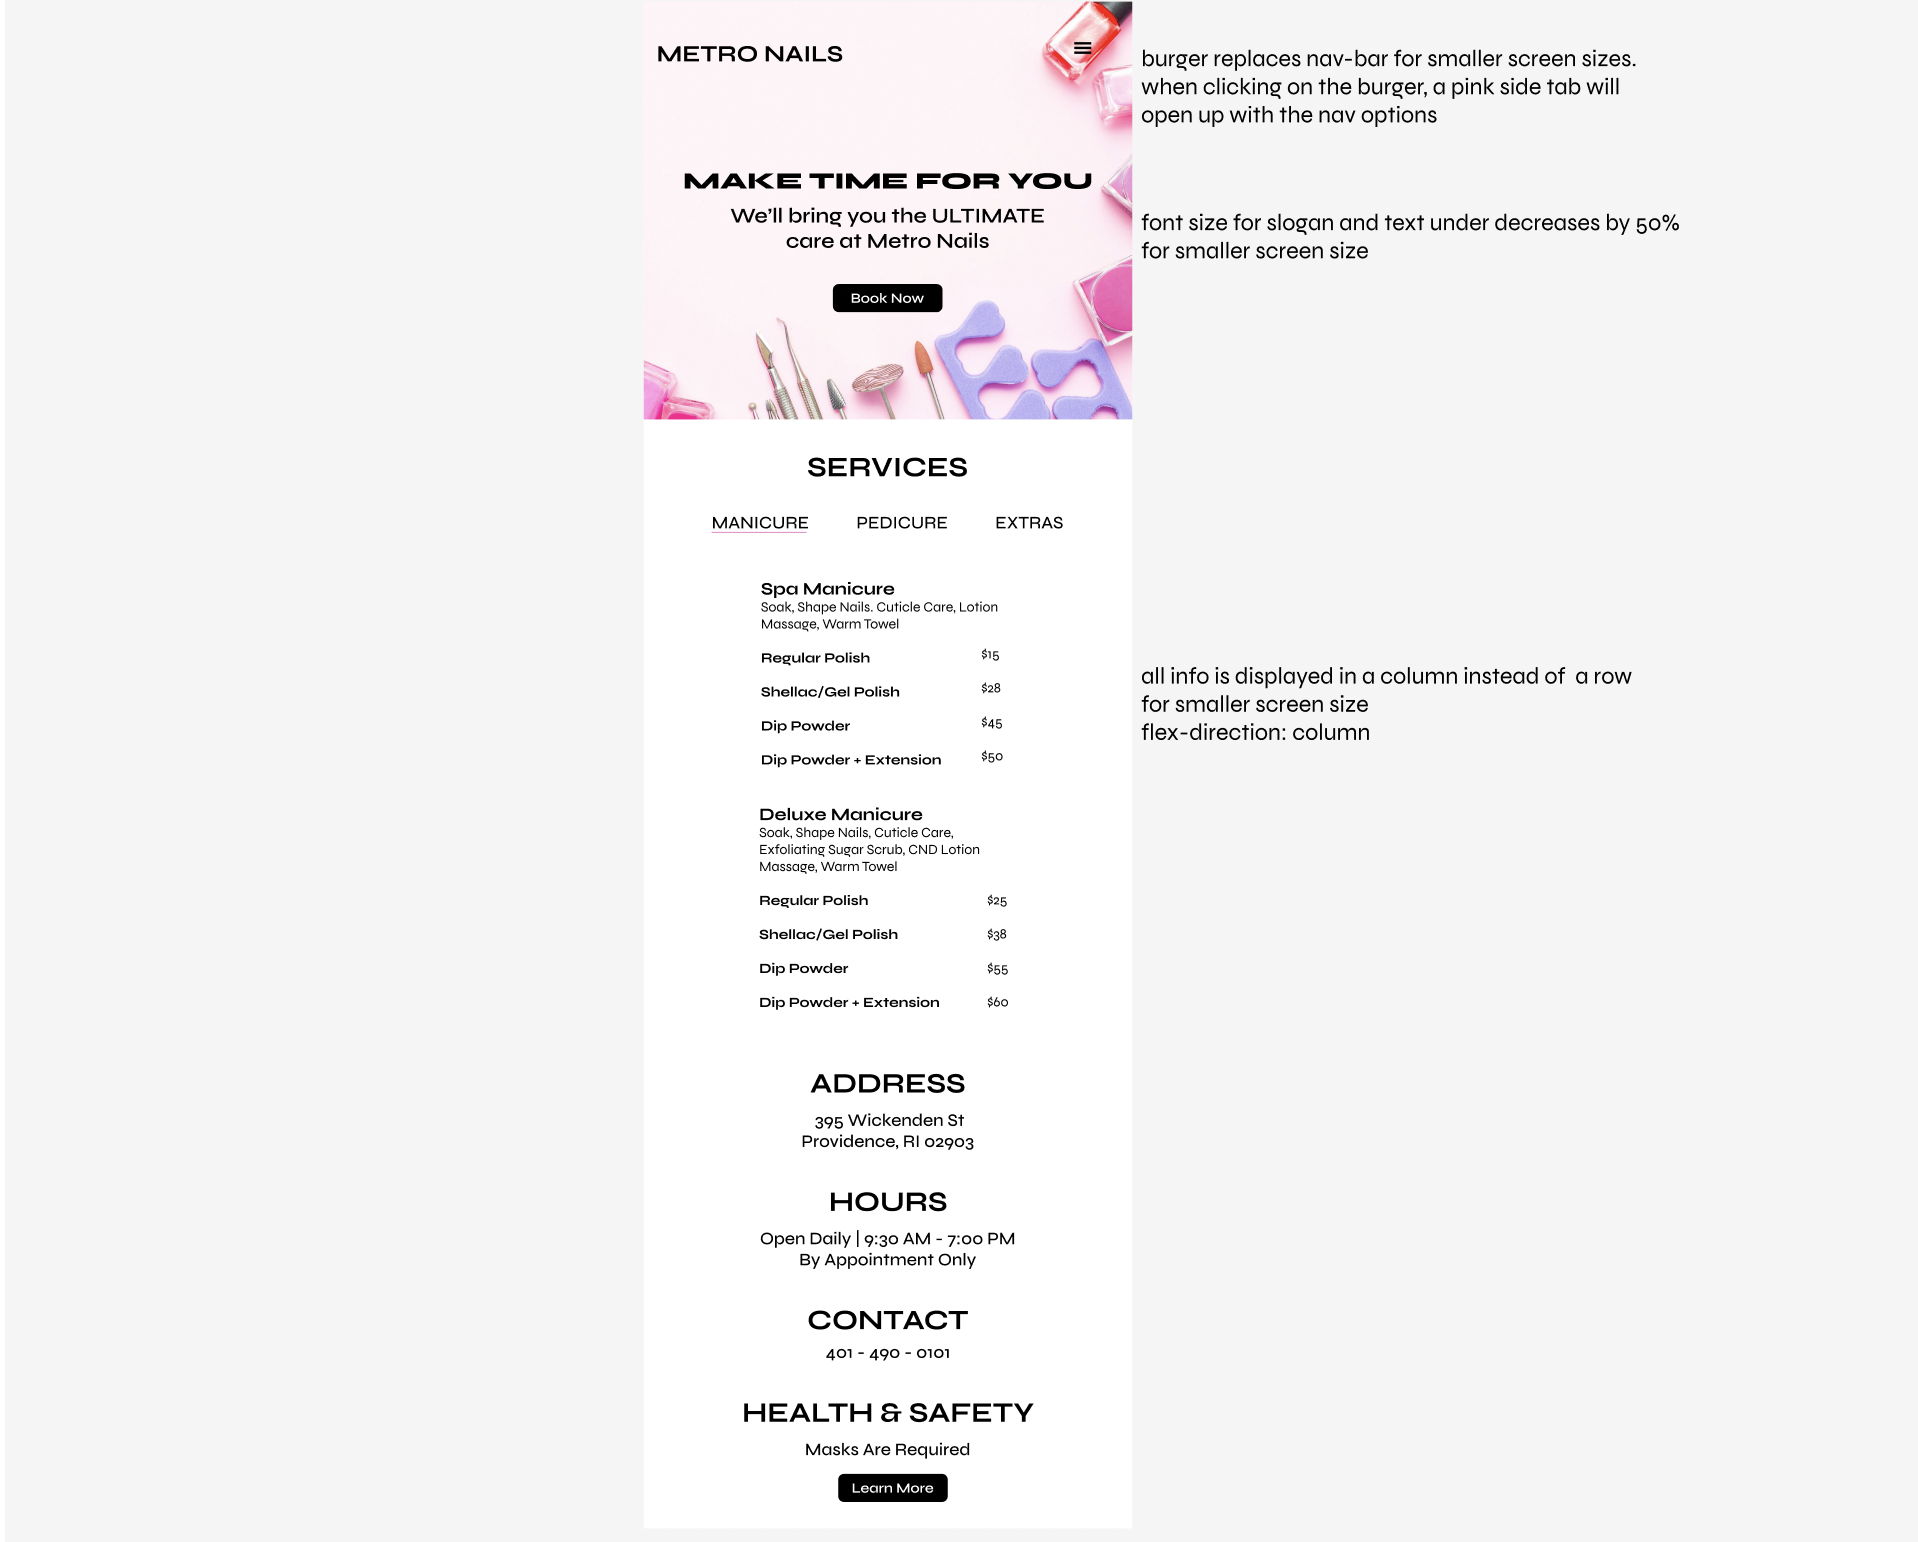 METRO NAILS
burger replaces nav-bar for smaller screen sizes.
when clicking on the burger, a pink side tab will
open up with the nav options
MAKE TIME FOR YOU
We'll bring you the ULTIMATE
care at Metro Nails
font size for slogan and text under decreases by 50%
for smaller screen size
Book Now
SERVICES
MANICURE PEDICURE EXTRAS
Spa Manicure
Soak, Shape Nails. Cuticle Care, Lotion
Massage, Warm Towel
Regular Polish $15
Shellac/Gel Polish $28
Dip Powder $45
Dip Powder + Extension $50
all info is displayed in a column instead of  a row
for smaller screen size
flex-direction: column
Deluxe Manicure
Soak, Shape Nails, Cuticle Care,
Exfoliating Sugar Scrub, CND Lotion
Massage, Warm Towel
Regular Polish $25
Shellac/Gel Polish $38
Dip Powder $55
Dip Powder + Extension $60
ADDRESS
395 Wickenden St
Providence, RI 02903
HOURS
Open Daily | 9:30 AM - 7:00 PM
By Appointment Only
CONTACT
401 - 490 - 0101
HEALTH & SAFETY
Masks Are Required
Learn More